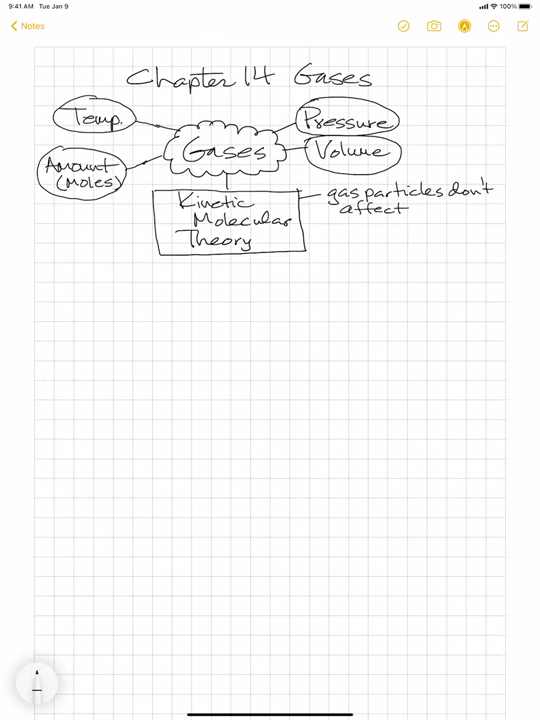 9:41 AM Tue Jan 9
100%
Notes
Chapter 14 Gases
Temp.
Pressure
Gases
Volume
Amount
(Moles)
Kinetic
Molecular
Theory
gas particles don't
affect